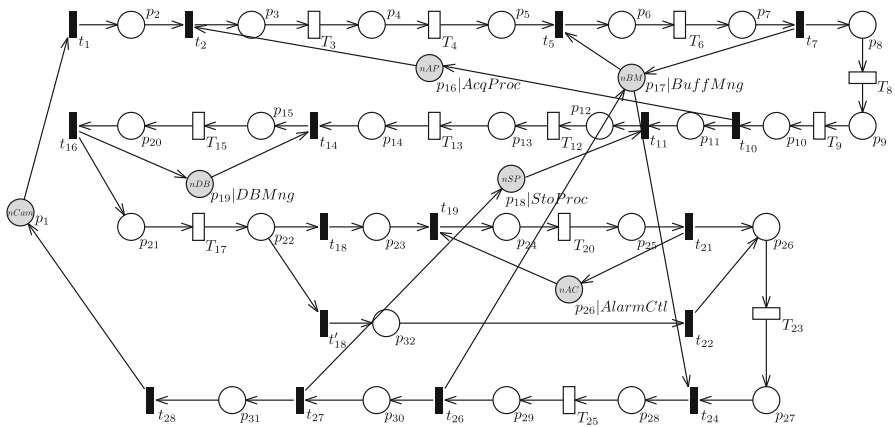 t₁ p₂ t₂ p₃ T₃ p₄ T₄ p₅ t₅ p₆ T₆ p₇ t₇ p₈
nAP p₁₆|AcqProc nBM p₁₇|BuffMng T₈
t₁₆ p₂₀ T₁₅ p₁₅ t₁₄ p₁₄ T₁₃ p₁₃ T₁₂ p₁₂ t₁₁ p₁₁ t₁₀ p₁₀ T₉ p₉
nDB p₁₉|DBMng nSP p₁₈|StoProc
nCam p₁
p₂₁ T₁₇ p₂₂ t₁₈ p₂₃ t₁₉ p₂₄ T₂₀ p₂₅ t₂₁ p₂₆
nAC p₂₆|AlarmCtl
t′₁₈ p₃₂ t₂₂ T₂₃
t₂₈ p₃₁ t₂₇ p₃₀ t₂₆ p₂₉ T₂₅ p₂₈ t₂₄ p₂₇